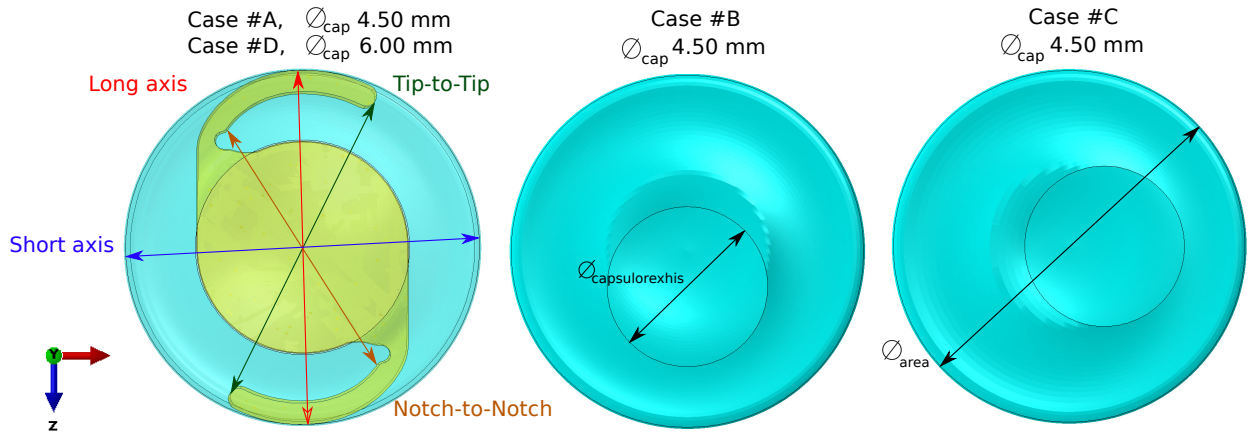 Case #A, ∅cap 4.50 mm
Case #D, ∅cap 6.00 mm
Long axis
Tip-to-Tip
Short axis
Notch-to-Notch
Y
z
Case #B
∅cap 4.50 mm
∅capsulorexhis
Case #C
∅cap 4.50 mm
∅area